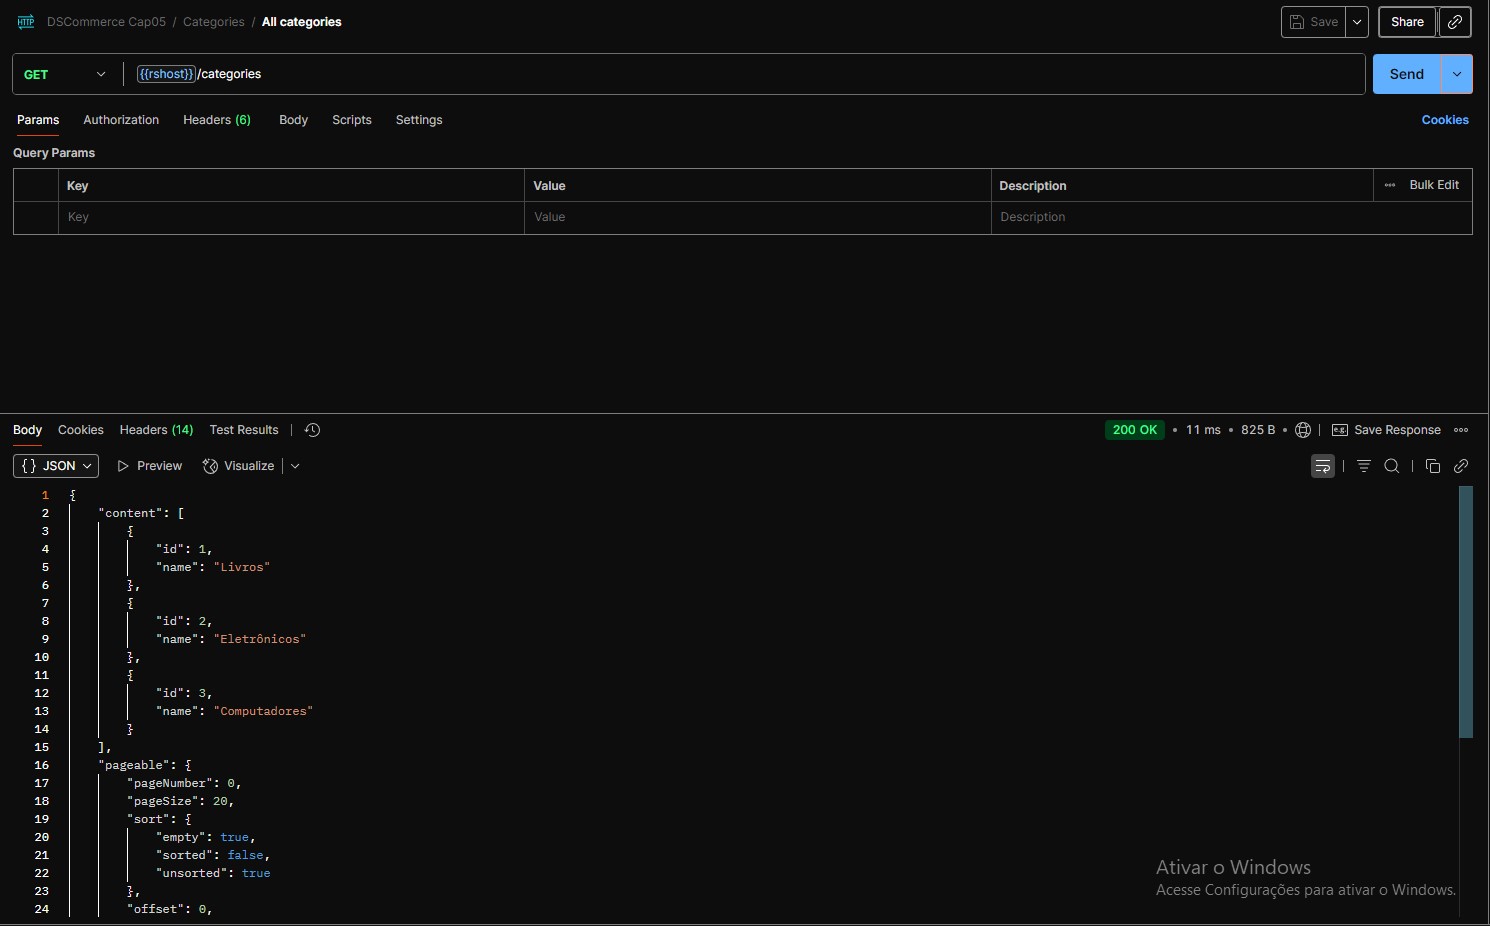 HTTP DSCommerce Cap05 / Categories / All categories Save Share
GET {{rshost}}/categories Send
Params Authorization Headers (6) Body Scripts Settings Cookies
Query Params
Key Value Description Bulk Edit
Key Value Description
Body Cookies Headers (14) Test Results 200 OK • 11 ms • 825 B • e.g. Save Response
{} JSON Preview Visualize
1 {
2 "content": [
3 {
4 "id": 1,
5 "name": "Livros"
6 },
7 {
8 "id": 2,
9 "name": "Eletrônicos"
10 },
11 {
12 "id": 3,
13 "name": "Computadores"
14 }
15 ],
16 "pageable": {
17 "pageNumber": 0,
18 "pageSize": 20,
19 "sort": {
20 "empty": true,
21 "sorted": false,
22 "unsorted": true
23 },
24 "offset": 0,
Ativar o Windows
Acesse Configurações para ativar o Windows.